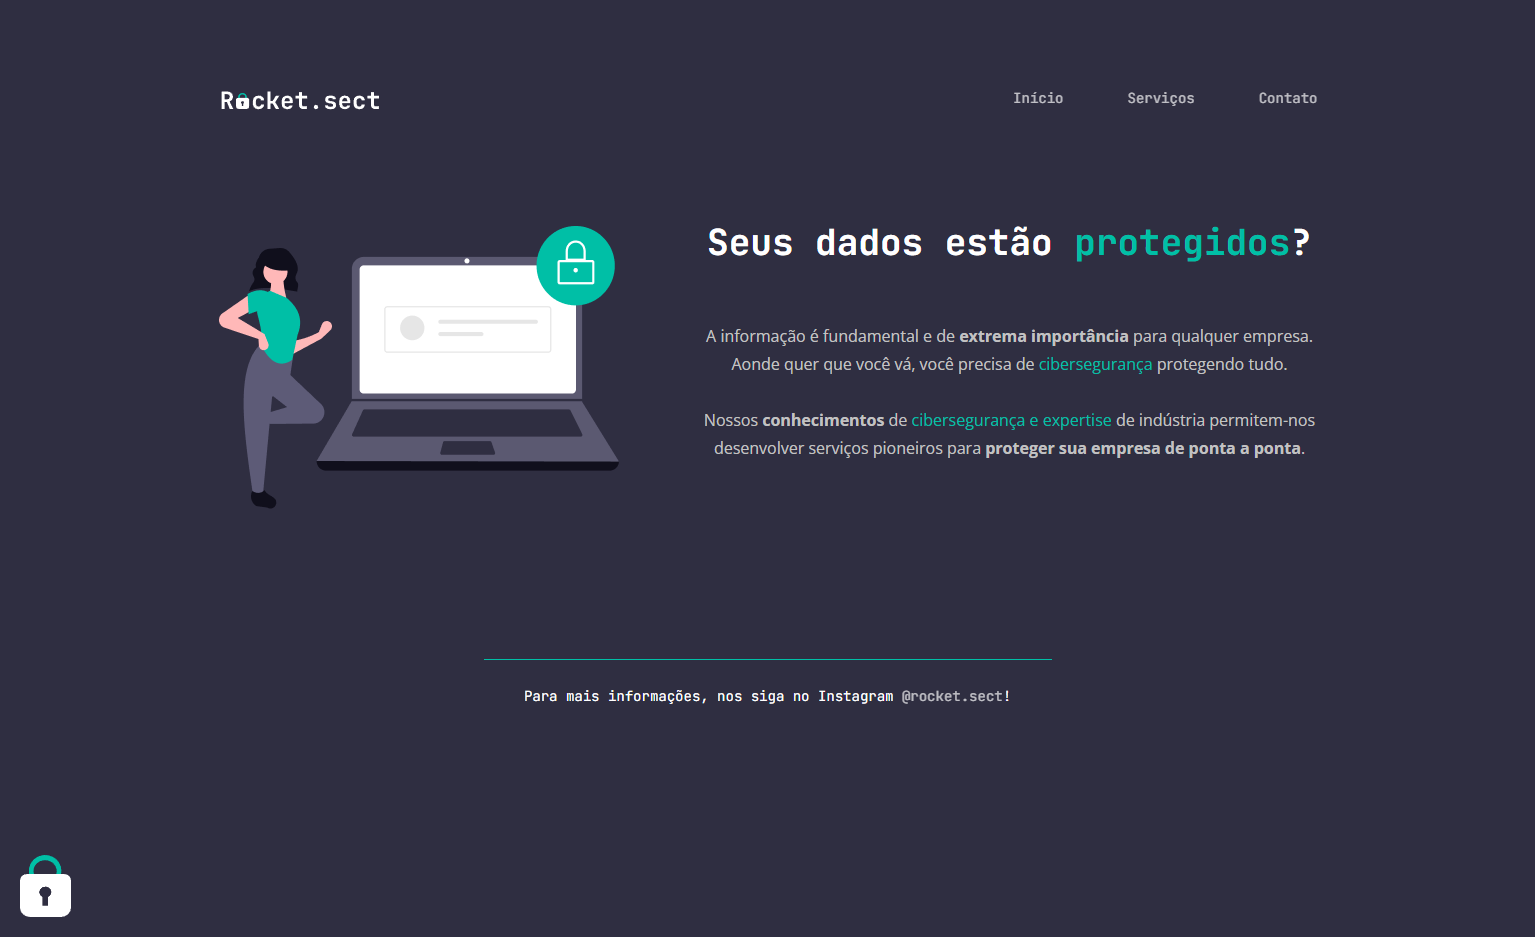 Rocket.sect
Início Serviços Contato
Seus dados estão protegidos?
A informação é fundamental e de extrema importância para qualquer empresa.
Aonde quer que você vá, você precisa de cibersegurança protegendo tudo.
Nossos conhecimentos de cibersegurança e expertise de indústria permitem-nos
desenvolver serviços pioneiros para proteger sua empresa de ponta a ponta.
Para mais informações, nos siga no Instagram @rocket.sect!